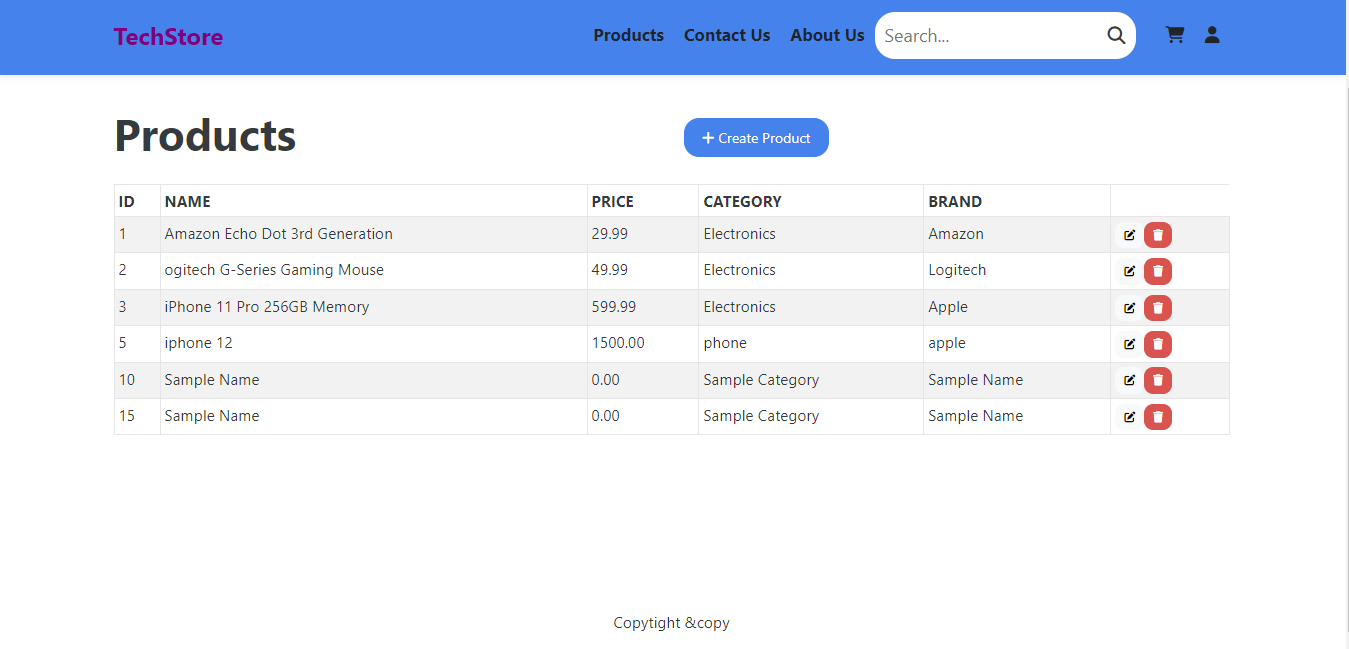 TechStore Products Contact Us About Us Search...
Products
Create Product
ID NAME PRICE CATEGORY BRAND
1 Amazon Echo Dot 3rd Generation 29.99 Electronics Amazon
2 ogitech G-Series Gaming Mouse 49.99 Electronics Logitech
3 iPhone 11 Pro 256GB Memory 599.99 Electronics Apple
5 iphone 12 1500.00 phone apple
10 Sample Name 0.00 Sample Category Sample Name
15 Sample Name 0.00 Sample Category Sample Name
Copytight &copy